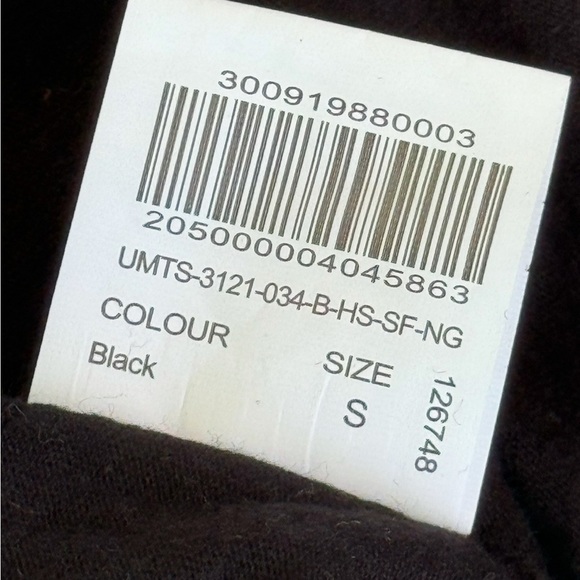 300919880003
205000004045863
UMTS-3121-034-B-HS-SF-NG
COLOUR SIZE
Black S
126748